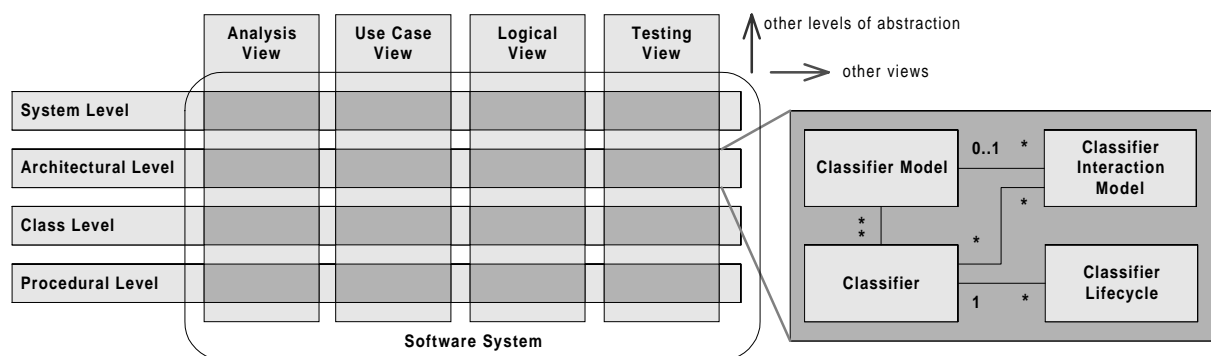 Analysis
View
Use Case
View
Logical
View
Testing
View
other levels of abstraction
other views
System Level
Architectural Level
Class Level
Procedural Level
Software System
Classifier Model
0..1
*
Classifier
Interaction
Model
*
*
*
*
Classifier
1
*
Classifier
Lifecycle